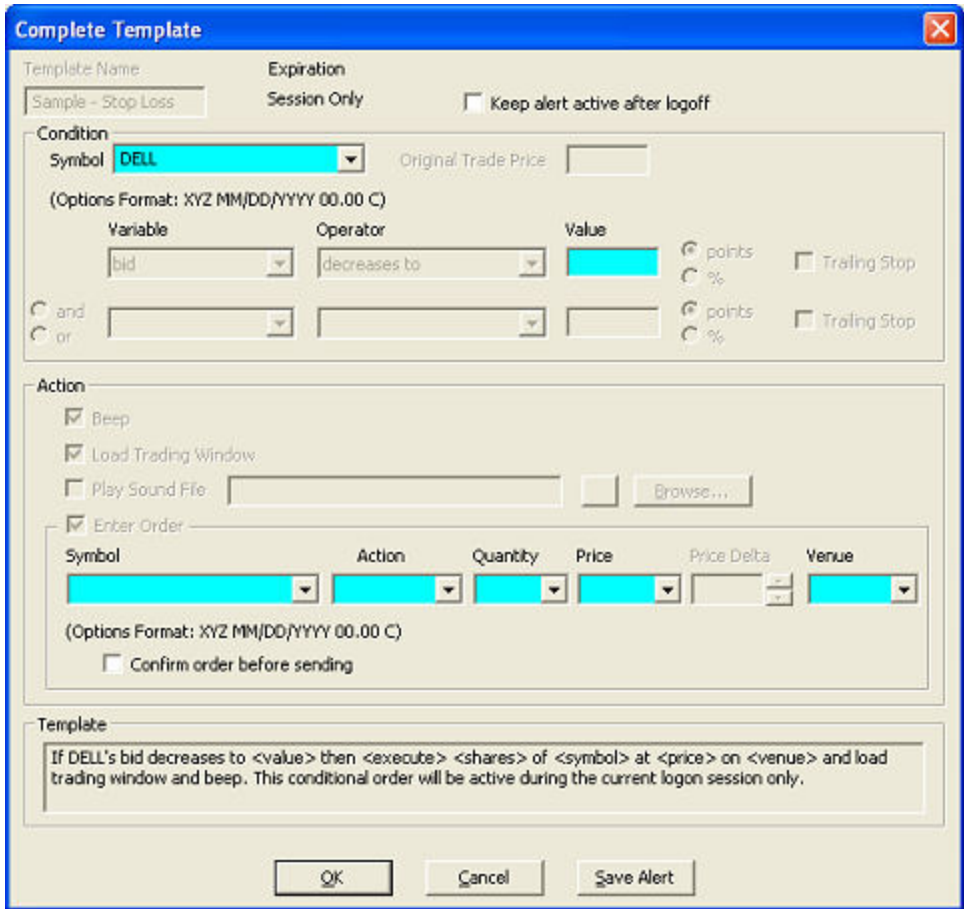 Complete Template
Template Name
Expiration
Sample - Stop Loss
Session Only
Keep alert active after logoff
Condition
Symbol DELL
Original Trade Price
(Options Format: XYZ MM/DD/YYYY 00.00 C)
Variable
Operator
Value
bid
decreases to
points
%
Trailing Stop
and
or
points
%
Trailing Stop
Action
Beep
Load Trading Window
Play Sound File
Browse...
Enter Order
Symbol
Action
Quantity
Price
Price Delta
Venue
(Options Format: XYZ MM/DD/YYYY 00.00 C)
Confirm order before sending
Template
If DELL's bid decreases to <value> then <execute> <shares> of <symbol> at <price> on <venue> and load
trading window and beep. This conditional order will be active during the current logon session only.
OK
Cancel
Save Alert